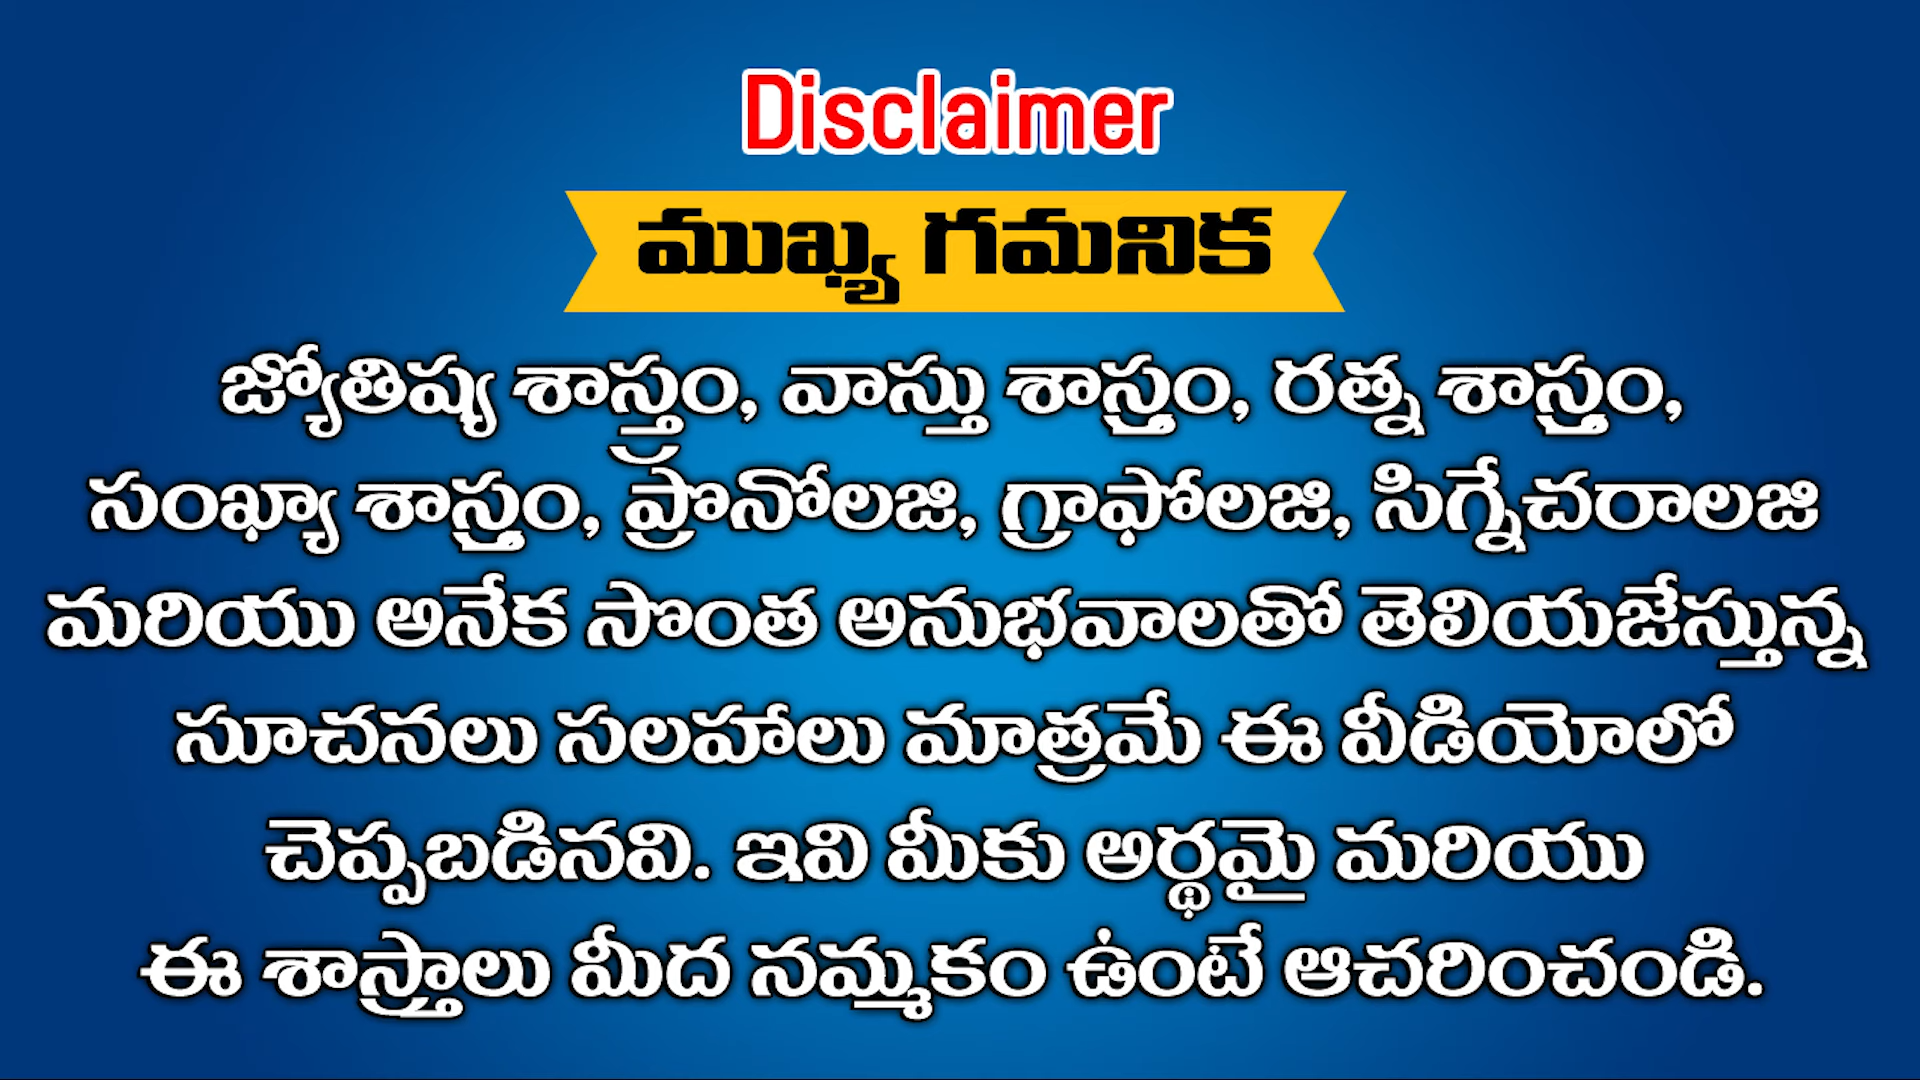 Disclaimer
ముఖ్య గమనిక
జ్యోతిష్య శాస్త్రం, వాస్తు శాస్త్రం, రత్న శాస్త్రం,
సంఖ్యా శాస్త్రం, ప్రొనోలజి, గ్రాఫోలజి, సిగ్నేచరాలజి
మరియు అనేక సొంత అనుభవాలతో తెలియజేస్తున్న
సూచనలు సలహాలు మాత్రమే ఈ వీడియోలో
చెప్పబడినవి. ఇవి మీకు అర్థమై మరియు
ఈ శాస్త్రాలు మీద నమ్మకం ఉంటే ఆచరించండి.